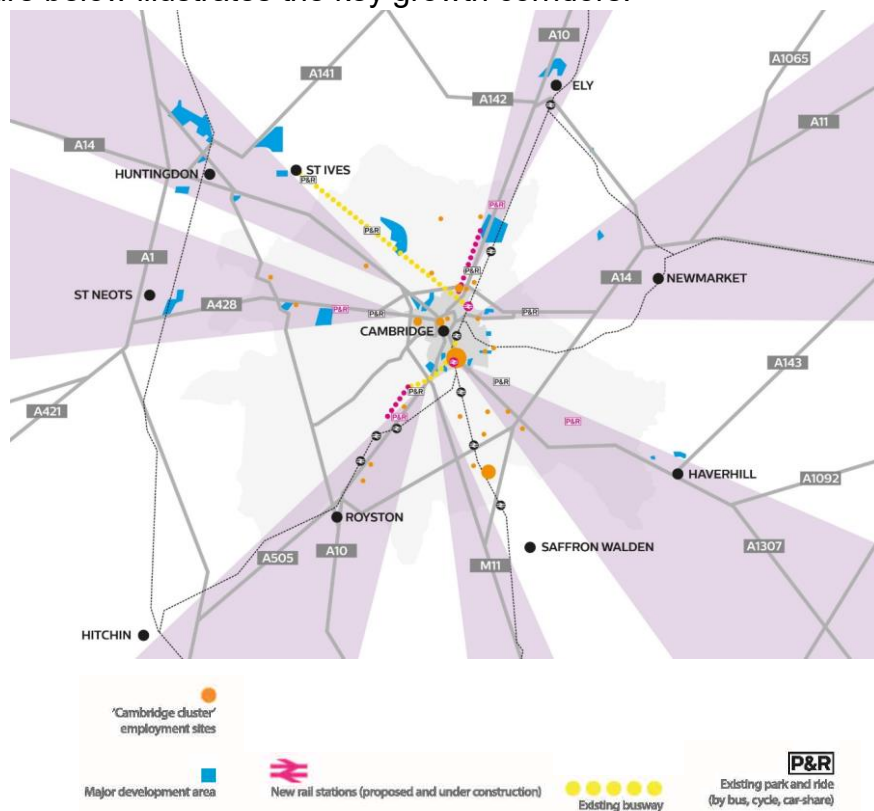 are below illustrates the key growth corridors.
A10
A1065
A141
ELY
A142
A11
A14
ST IVES
P&R
HUNTINGDON
P&R
P&R
A1
A14
NEWMARKET
ST NEOTS
A428
P&R
P&R
CAMBRIDGE
A143
P&R
P&R
A421
P&R
P&R
HAVERHILL
A1092
ROYSTON
A505
A10
SAFFRON WALDEN
A1307
M11
HITCHIN
'Cambridge cluster'
employment sites
Major development area
New rail stations (proposed and under construction)
Existing busway
P&R
Existing park and ride
(by bus, cycle, car-share)